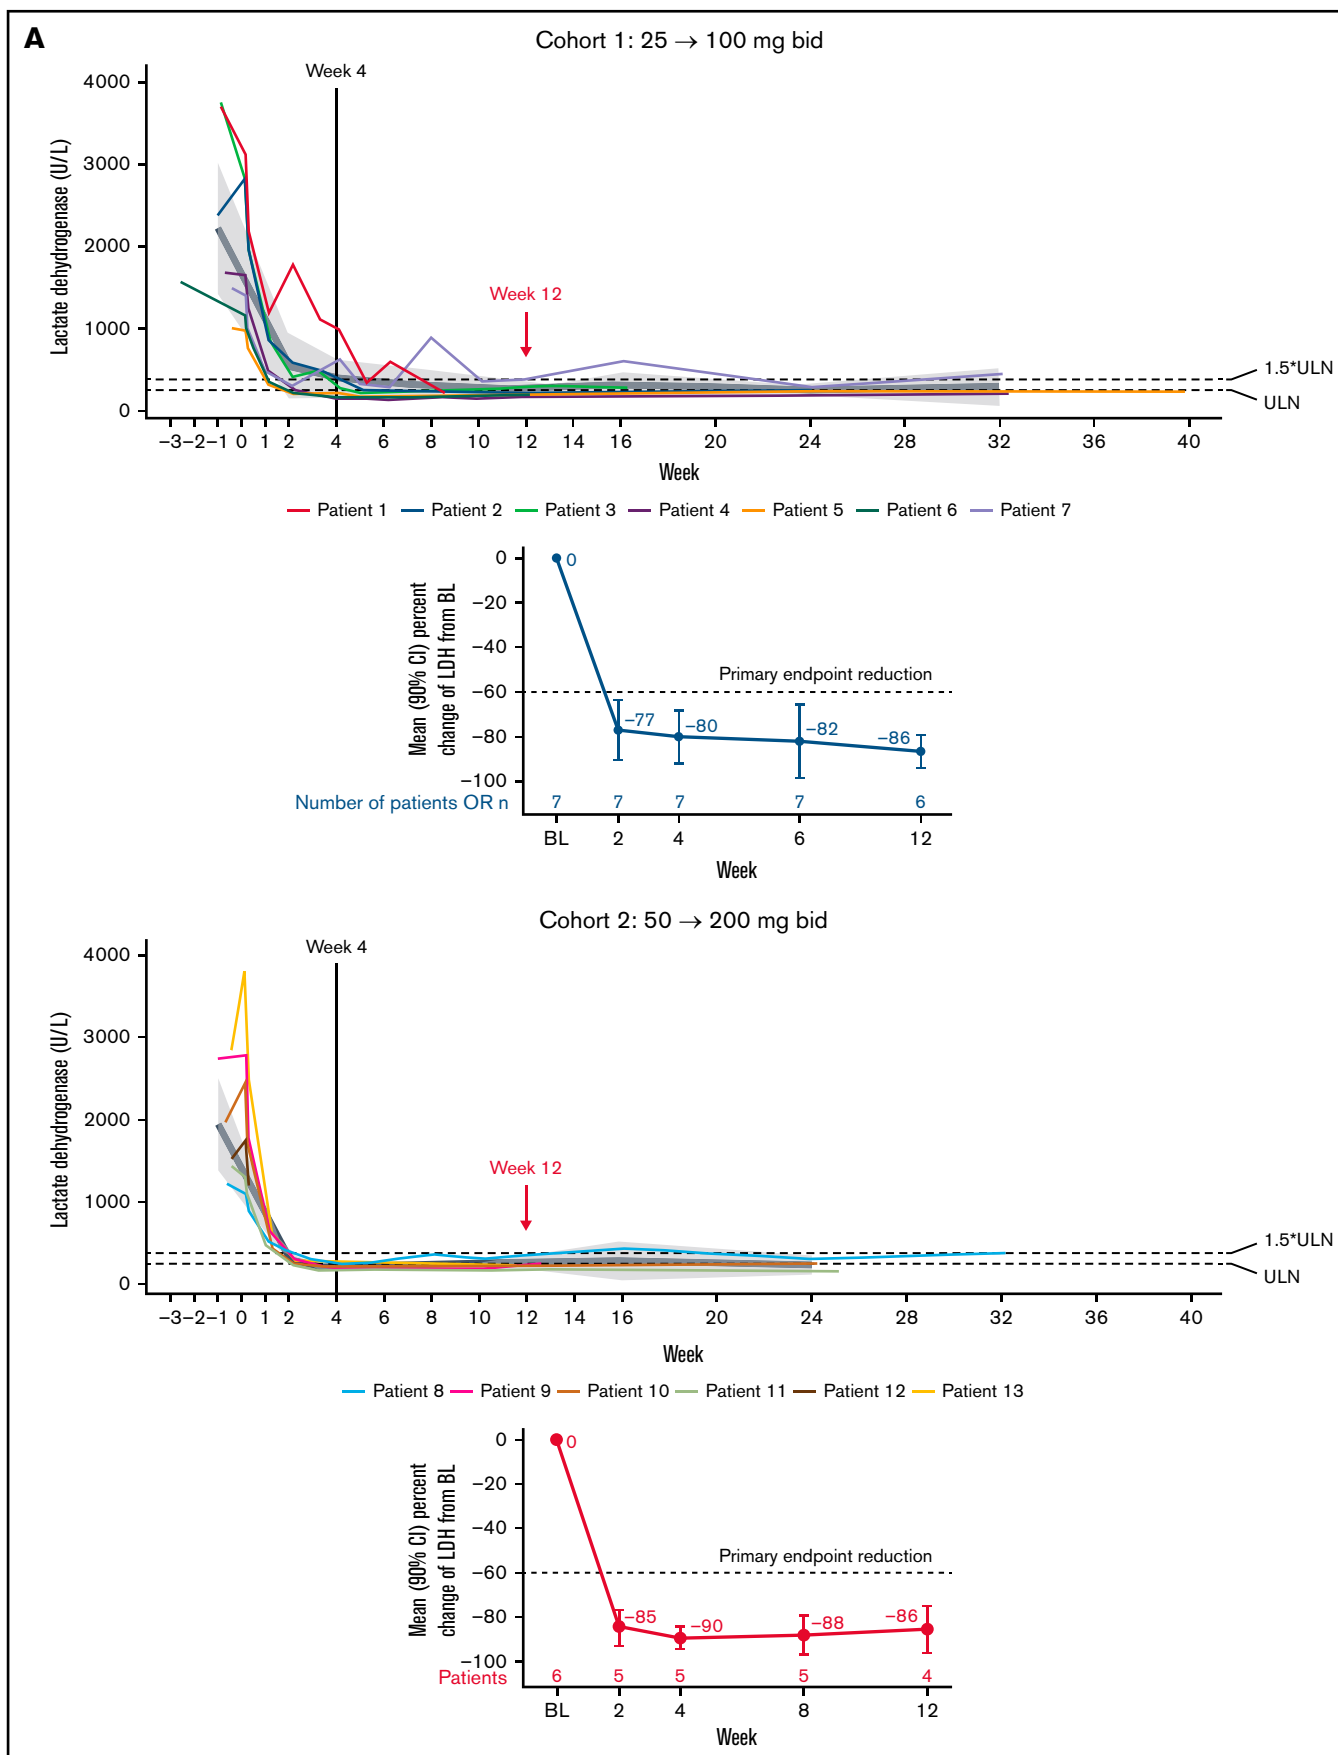 A
Cohort 1: 25 → 100 mg bid
Week 4
4000
3000
2000
1000
0
Lactate dehydrogenase (U/L)
Week 12
1.5*ULN
ULN
−3 −2 −1 0 1 2 4 6 8 10 12 14 16 20 24 28 32 36 40
Week
Patient 1 Patient 2 Patient 3 Patient 4 Patient 5 Patient 6 Patient 7
Mean (90% CI) percent
change of LDH from BL
0
−20
−40
−60
−80
−100
0
Primary endpoint reduction
−77
−80
−82
−86
Number of patients OR n 7 7 7 7 6
BL 2 4 6 12
Week
Cohort 2: 50 → 200 mg bid
Week 4
4000
3000
2000
1000
0
Lactate dehydrogenase (U/L)
Week 12
1.5*ULN
ULN
−3 −2 −1 0 1 2 4 6 8 10 12 14 16 20 24 28 32 36 40
Week
Patient 8 Patient 9 Patient 10 Patient 11 Patient 12 Patient 13
Mean (90% CI) percent
change of LDH from BL
0
−20
−40
−60
−80
−100
0
Primary endpoint reduction
−85
−90
−88
−86
Patients 6 5 5 5 4
BL 2 4 8 12
Week